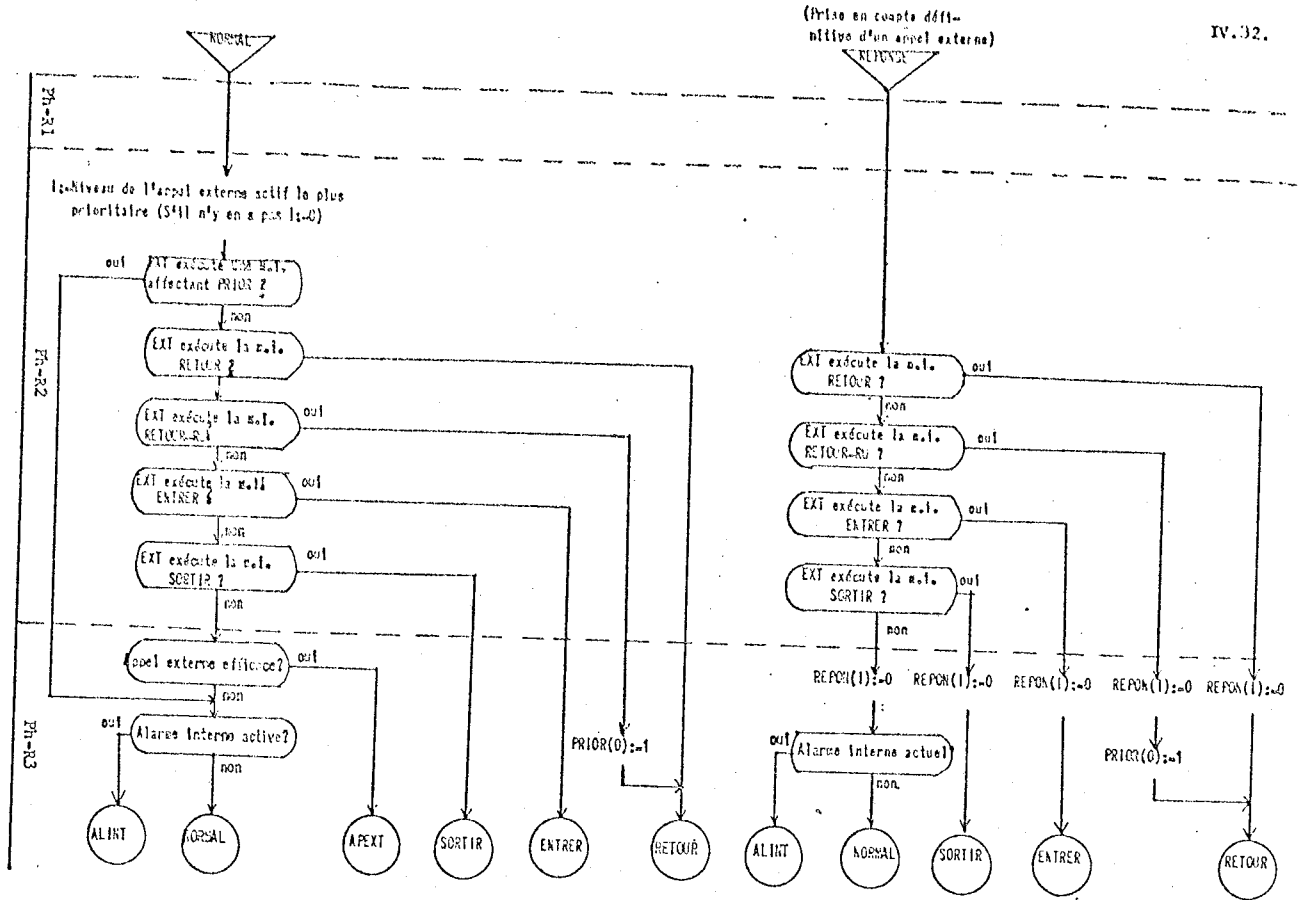 (Prise en compte défi-
nitive d'un appel externe)
IV.32.
NORMAL
REPONSE
Ph-R1
I:=Niveau de l'appel externe actif le plus
prioritaire (S'il n'y en a pas I:=0)
Ph-R2
oui
EXT exécute une m.i.
affectant PRIOR ?
non
EXT exécute la m.i.
RETOUR ?
oui
non
EXT exécute la m.i.
oui
non
EXT exécute la m.i.
ENTRER ?
oui
non
EXT exécute la m.i.
SORTIR ?
oui
non
EXT exécute la m.i.
RETOUR ?
oui
non
EXT exécute la m.i.
RETOUR-RU ?
oui
non
EXT exécute la m.i.
ENTRER ?
oui
non
EXT exécute la m.i.
SORTIR ?
oui
non
Ph-R3
Appel externe efficace?
oui
non
oui
Alarme interne active?
non
PRIOR(0):=1
REPON(I):=0 REPON(I):=0 REPON(I):=0 REPON(I):=0 REPON(I):=0
oui
Alarme interne actuel?
non
PRIOR(0):=1
ALINT
NORMAL
APEXT
SORTIR
ENTRER
RETOUR
ALINT
NORMAL
SORTIR
ENTRER
RETOUR